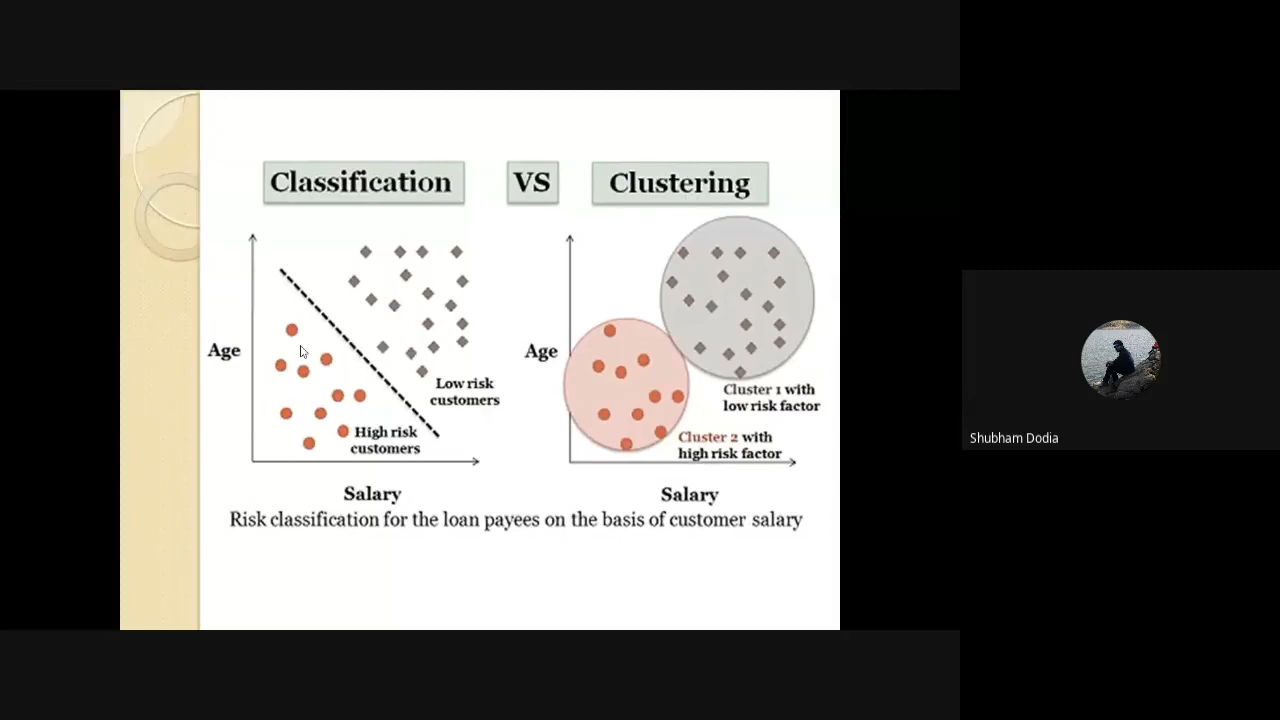 Classification
VS
Clustering
Age
Low risk
customers
High risk
customers
Salary
Age
Cluster 1 with
low risk factor
Cluster 2 with
high risk factor
Salary
Risk classification for the loan payees on the basis of customer salary
Shubham Dodia